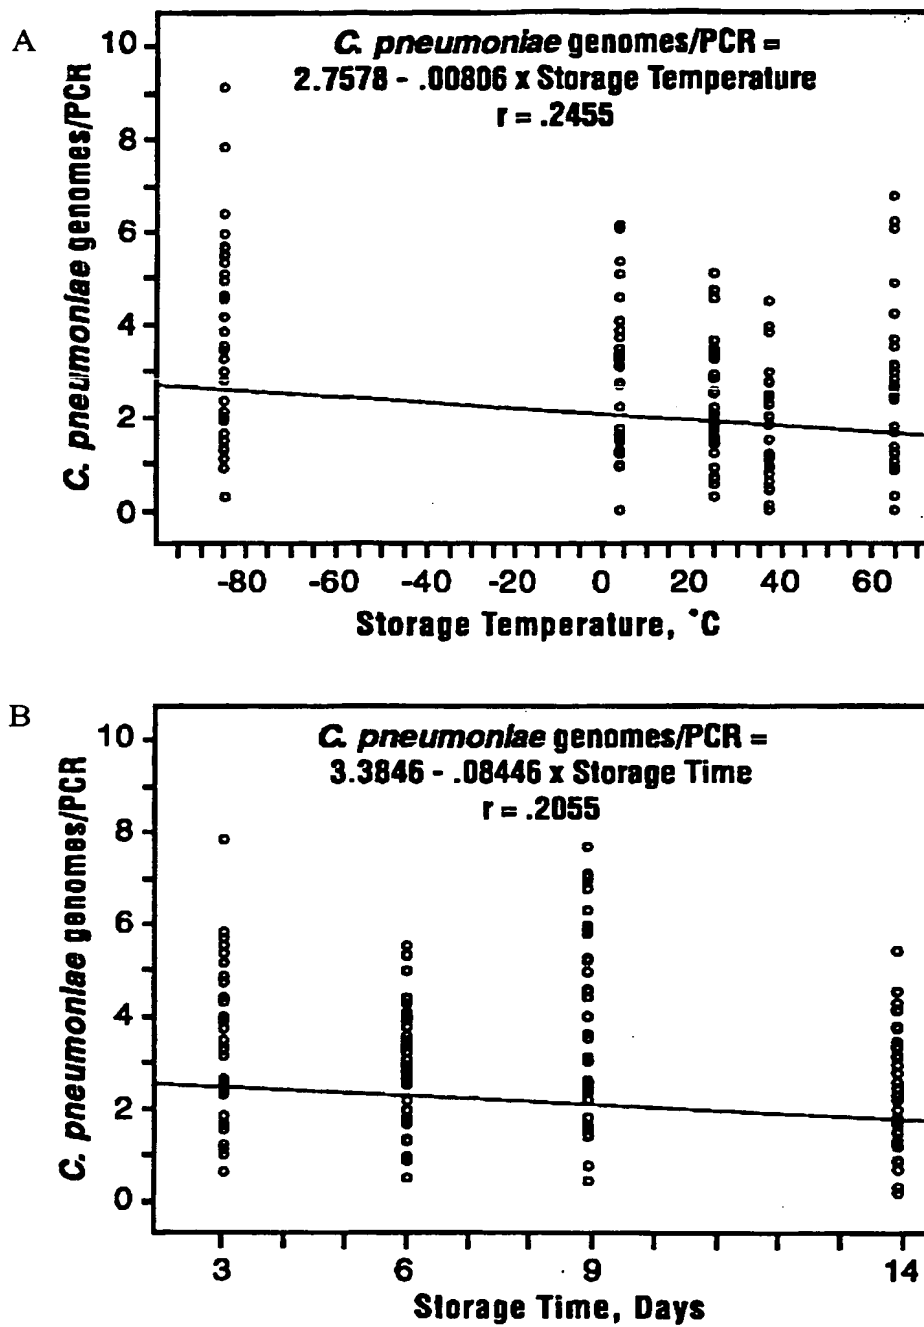 A
C. pneumoniae genomes/PCR =
2.7578 - .00806 x Storage Temperature
r = .2455
C. pneumoniae genomes/PCR
10
8
6
4
2
0
-80 -60 -40 -20 0 20 40 60
Storage Temperature, °C
B
C. pneumoniae genomes/PCR =
3.3846 - .08446 x Storage Time
r = .2055
C. pneumoniae genomes/PCR
10
8
6
4
2
0
3 6 9 14
Storage Time, Days